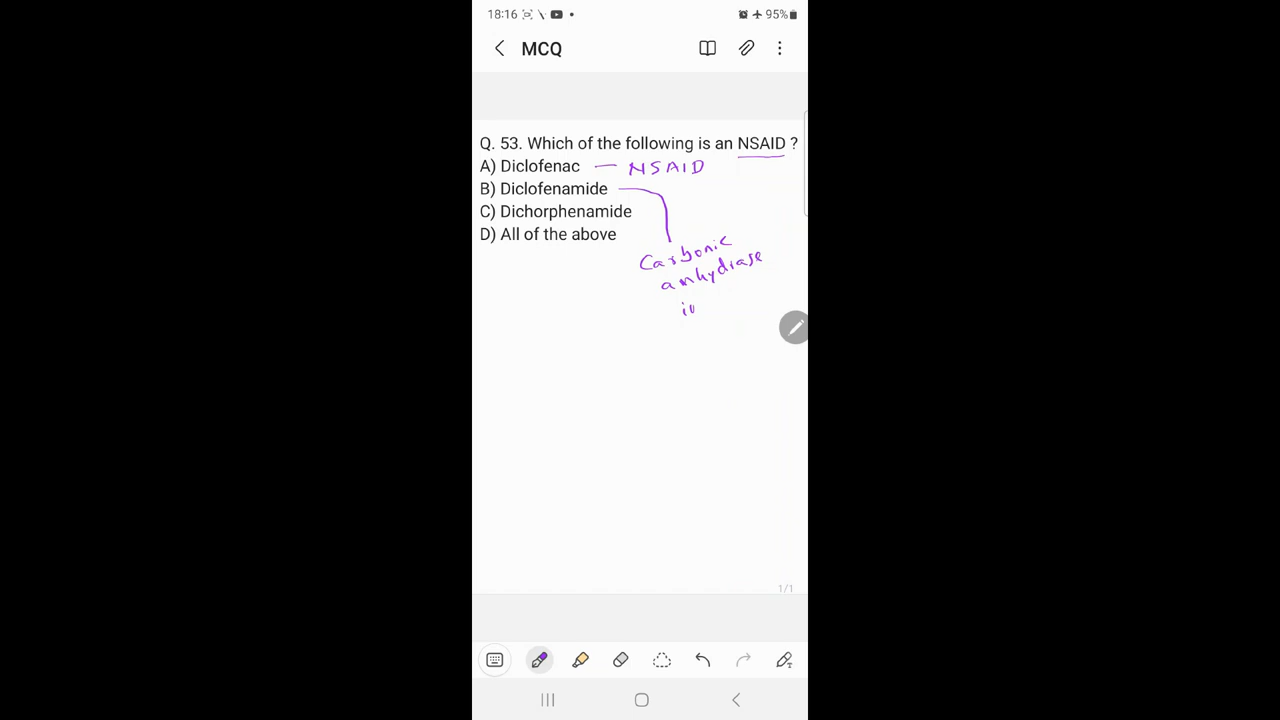 18:16 95%
MCQ
Q. 53. Which of the following is an NSAID ?
A) Diclofenac — NSAID
B) Diclofenamide
C) Dichorphenamide
D) All of the above
Carbonic
anhydrase
1/1